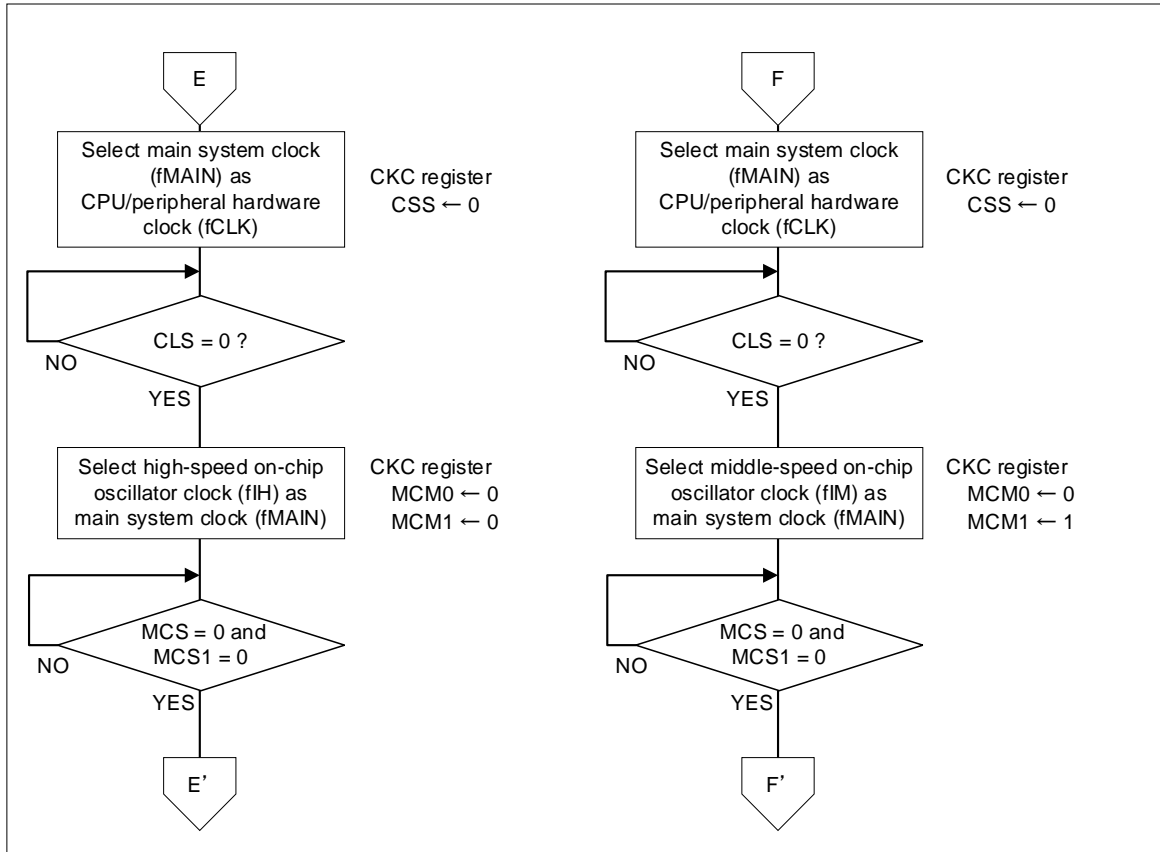 E
Select main system clock
(fMAIN) as
CPU/peripheral hardware
clock (fCLK)
CKC register
CSS ← 0
CLS = 0 ?
NO
YES
Select high-speed on-chip
oscillator clock (fIH) as
main system clock (fMAIN)
CKC register
MCM0 ← 0
MCM1 ← 0
MCS = 0 and
MCS1 = 0
NO
YES
E’
F
Select main system clock
(fMAIN) as
CPU/peripheral hardware
clock (fCLK)
CKC register
CSS ← 0
CLS = 0 ?
NO
YES
Select middle-speed on-chip
oscillator clock (fIM) as
main system clock (fMAIN)
CKC register
MCM0 ← 0
MCM1 ← 1
MCS = 0 and
MCS1 = 0
NO
YES
F’